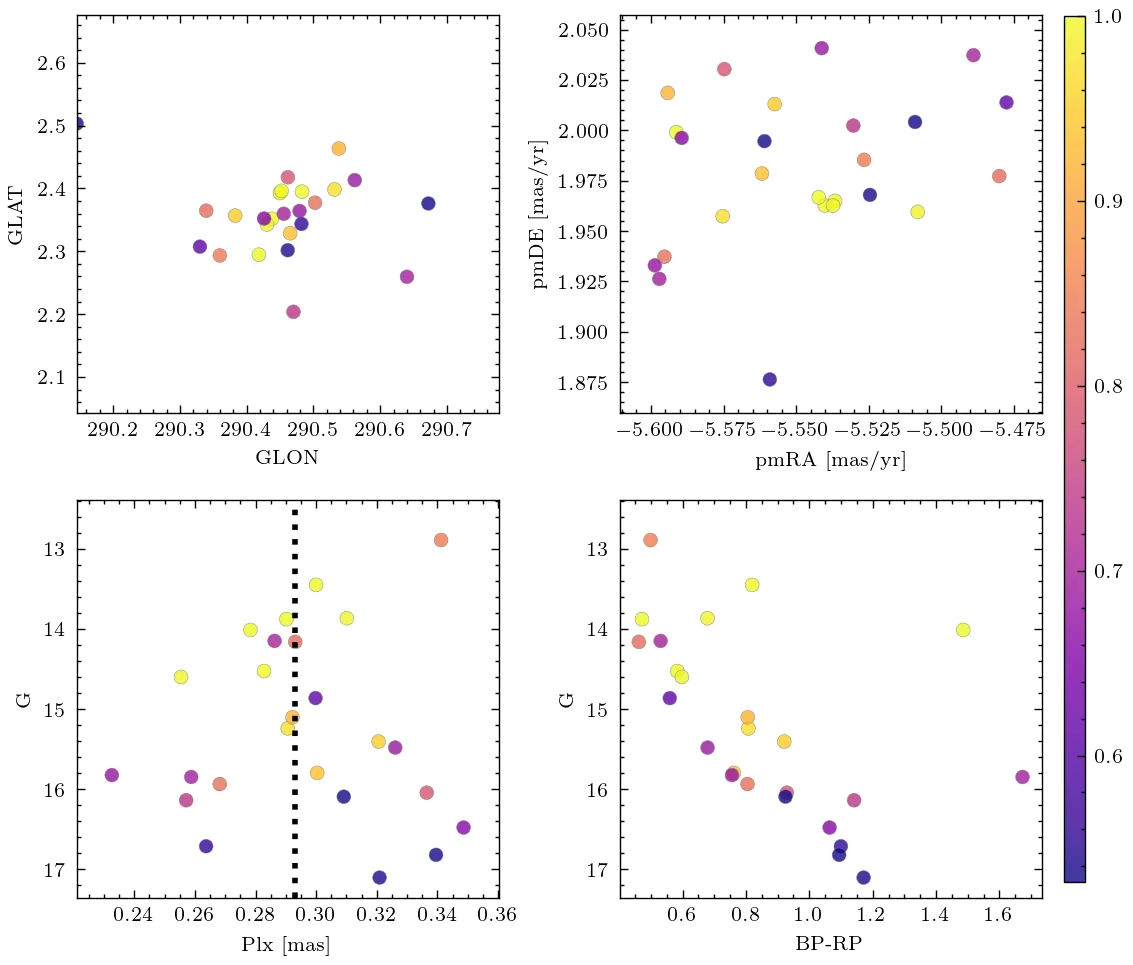 2.6
2.5
2.4
2.3
2.2
2.1
GLAT
290.2 290.3 290.4 290.5 290.6 290.7
GLON
2.050
2.025
2.000
1.975
1.950
1.925
1.900
1.875
pmDE [mas/yr]
−5.600 −5.575 −5.550 −5.525 −5.500 −5.475
pmRA [mas/yr]
13
14
15
16
17
G
0.24 0.26 0.28 0.30 0.32 0.34 0.36
Plx [mas]
13
14
15
16
17
G
0.6 0.8 1.0 1.2 1.4 1.6
BP-RP
1.0
0.9
0.8
0.7
0.6